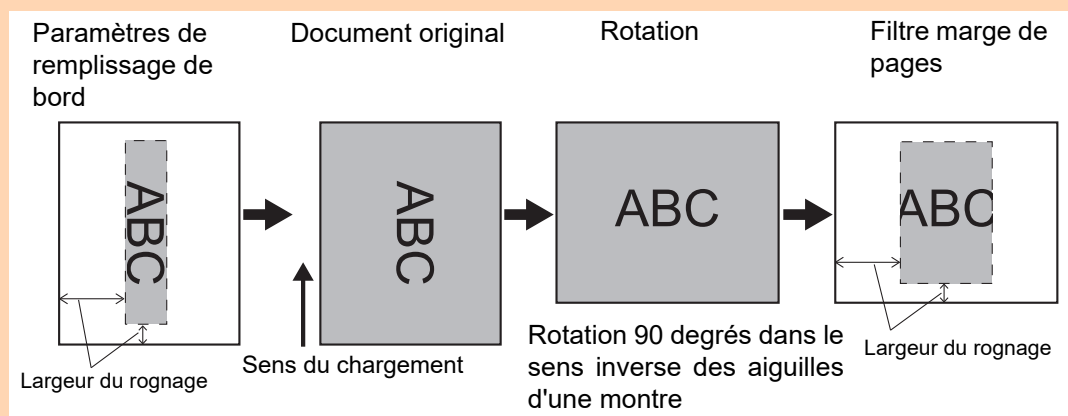 Paramètres de
remplissage de
bord
Document original
Rotation
Filtre marge de
pages
ABC
ABC
ABC
ABC
Largeur du rognage
Sens du chargement
Rotation 90 degrés dans le
sens inverse des aiguilles
d'une montre
Largeur du rognage